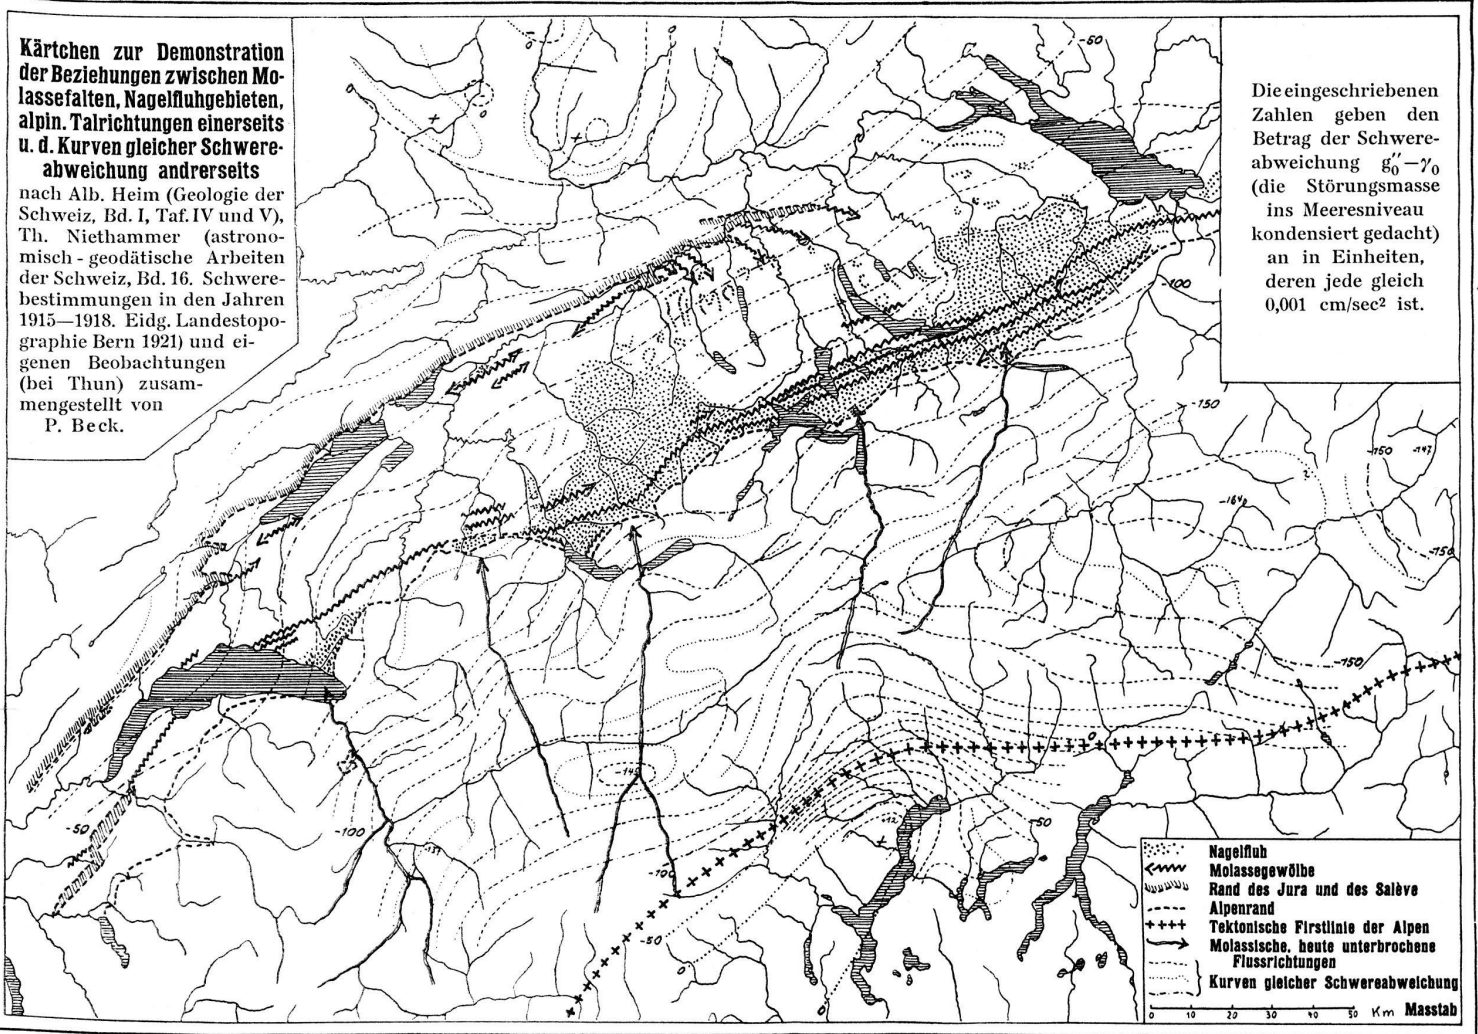 Kärtchen zur Demonstration
der Beziehungen zwischen Mo-
lassefalten, Nagelfluhgebieten,
alpin. Talrichtungen einerseits
u. d. Kurven gleicher Schwere-
abweichung andrerseits
nach Alb. Heim (Geologie der
Schweiz, Bd. I, Taf. IV und V),
Th. Niethammer (astrono-
misch-geodätische Arbeiten
der Schweiz, Bd. 16. Schwere-
bestimmungen in den Jahren
1915—1918. Eidg. Landestopo-
graphie Bern 1921) und ei-
genen Beobachtungen
(bei Thun) zusam-
mengestellt von
P. Beck.
Die eingeschriebenen
Zahlen geben den
Betrag der Schwere-
abweichung g₀″—γ₀
(die Störungsmasse
ins Meeresniveau
kondensiert gedacht)
an in Einheiten,
deren jede gleich
0,001 cm/sec² ist.
0
0
-50
-100
-150
-150
-147
-164
-150
-150
0
-50
-100
-50
-100
-50
0
0
Nagelfluh
Molassegewölbe
Rand des Jura und des Salève
Alpenrand
Tektonische Firstlinie der Alpen
Molassische, heute unterbrochene
Flussrichtungen
Kurven gleicher Schwereabweichung
0 10 20 30 40 50 Km Masstab